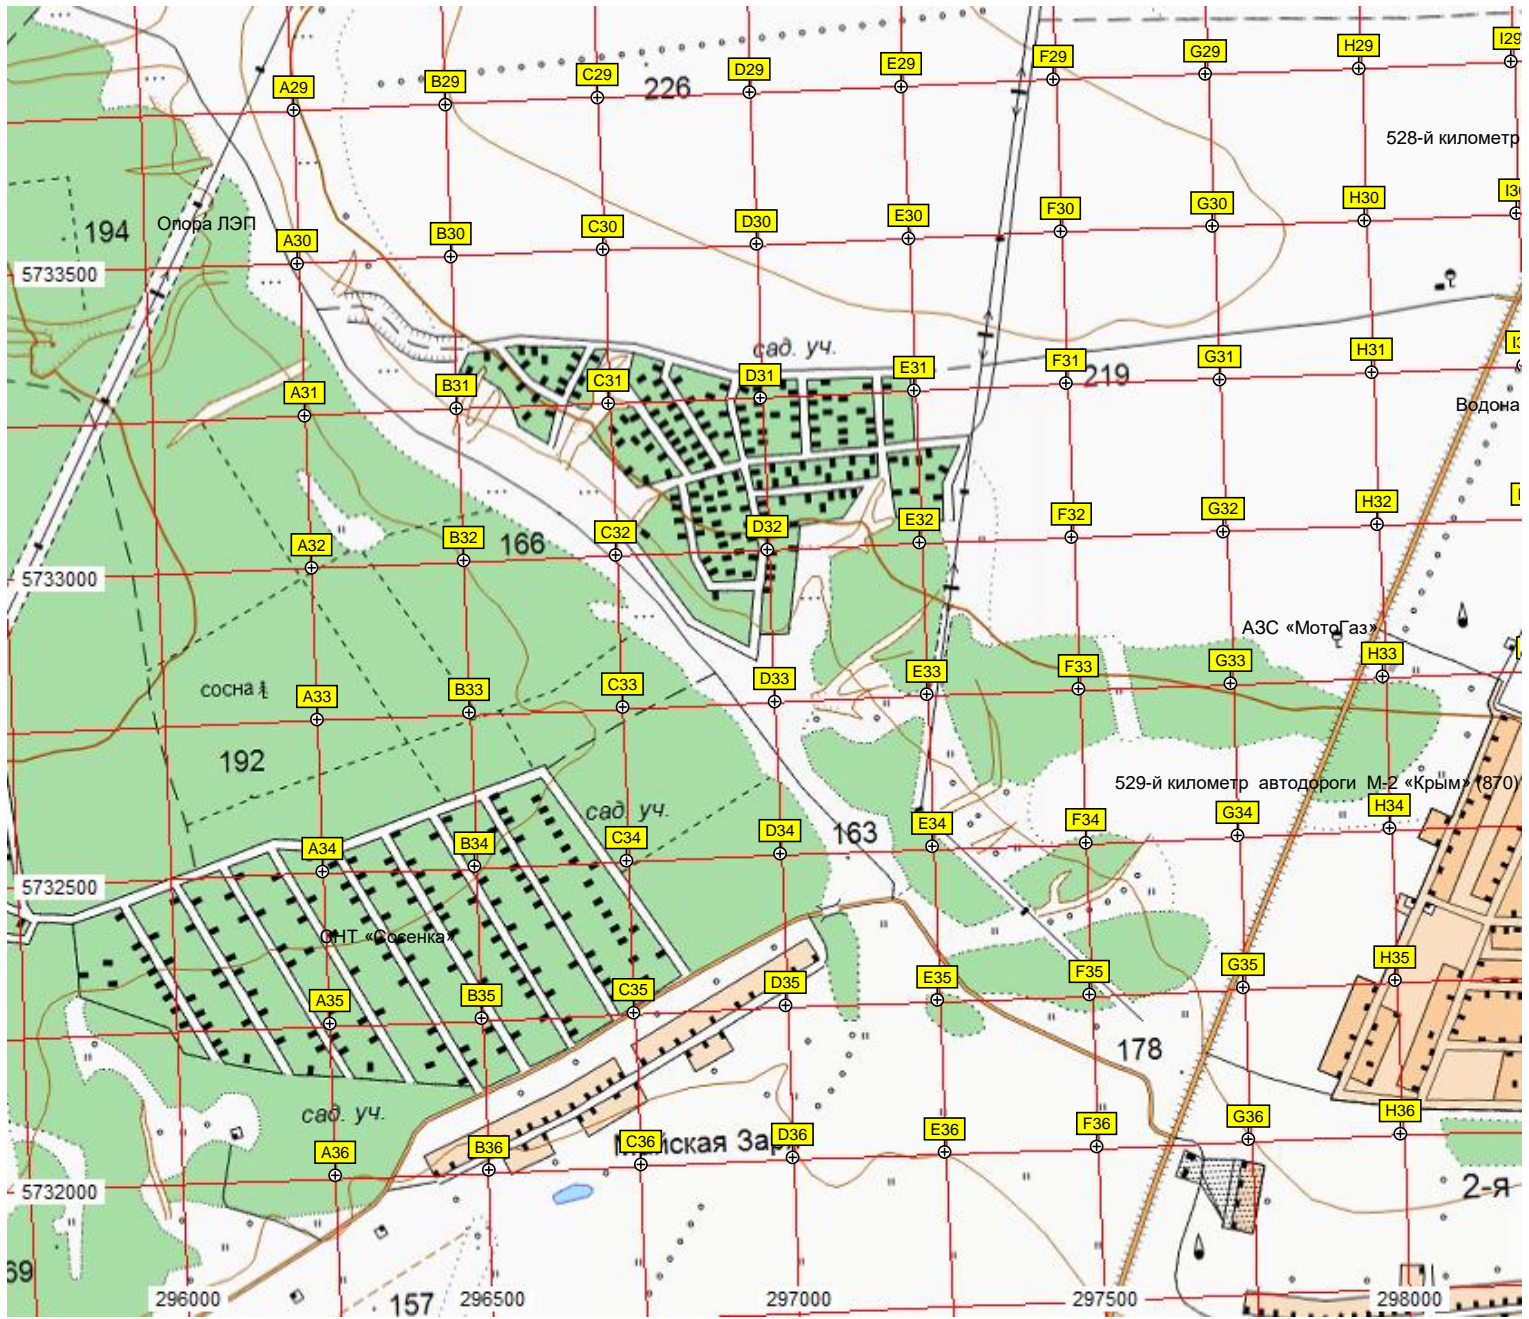 A29
B29
C29
D29
E29
F29
G29
H29
I29
226
528-й километр
194
Опора ЛЭП
A30
B30
C30
D30
E30
F30
G30
H30
5733500
сад. уч.
A31
B31
C31
D31
E31
F31
G31
H31
219
Водона
A32
B32
C32
D32
E32
F32
G32
H32
166
5733000
АЗС «МотоГаз»
сосна
A33
B33
C33
D33
E33
F33
G33
H33
192
529-й километр автодороги М-2 «Крым» (870)
сад. уч.
A34
B34
C34
D34
163
E34
F34
G34
H34
5732500
СНТ «Сосенка»
A35
B35
C35
D35
E35
F35
G35
H35
178
сад. уч.
A36
B36
C36
D36
E36
F36
G36
H36
5732000
2-я
69
157
296000
296500
297000
297500
298000